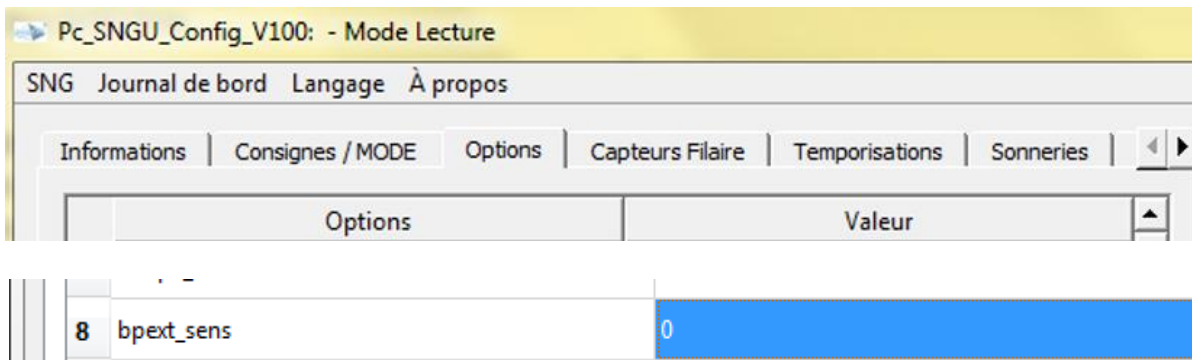 Pc_SNGU_Config_V100: - Mode Lecture
SNG Journal de bord Langage À propos
Informations Consignes / MODE Options Capteurs Filaire Temporisations Sonneries
Options Valeur
8 bpext_sens 0